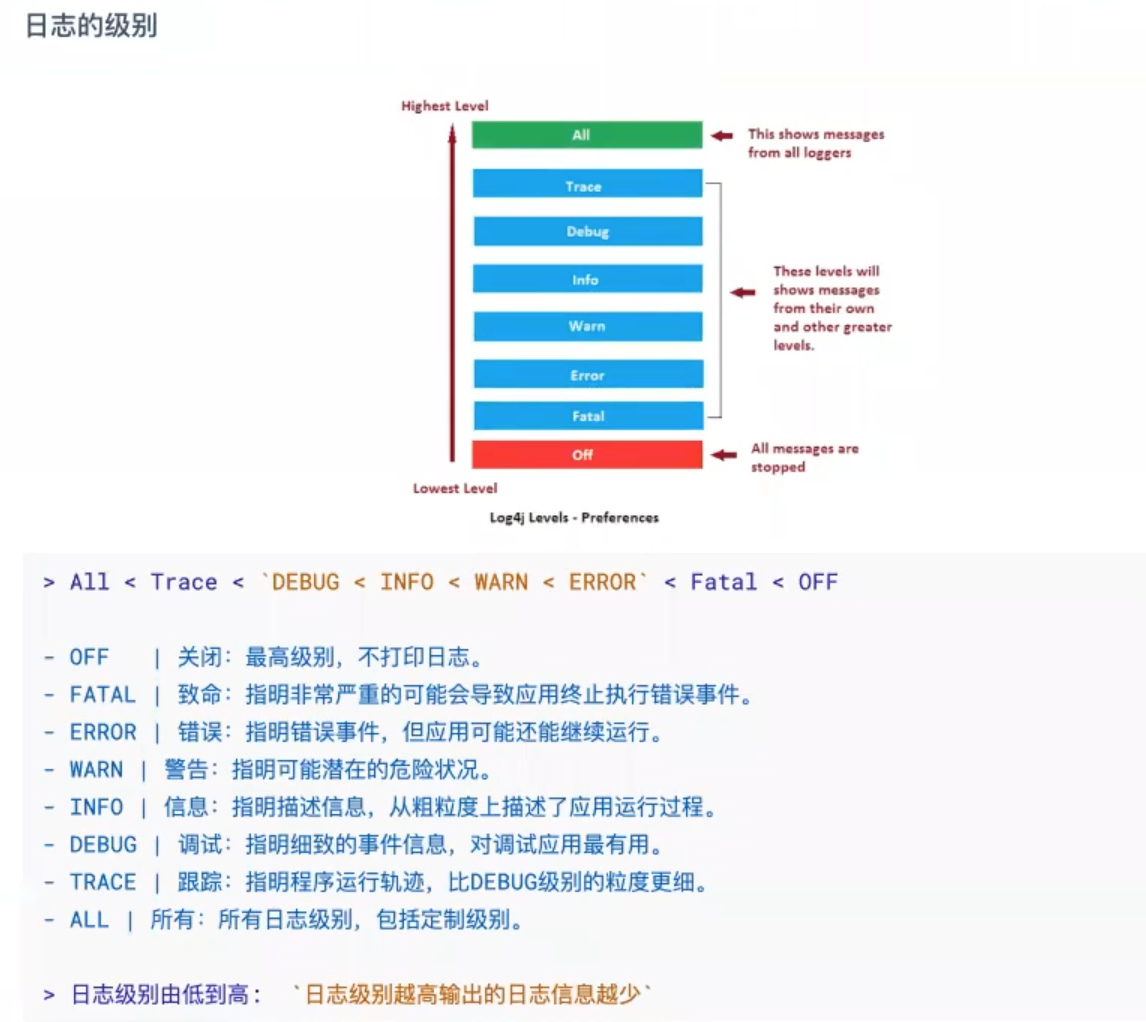 日志的级别
Highest Level
All
This shows messages
from all loggers
Trace
Debug
Info
These levels will
shows messages
from their own
and other greater
levels.
Warn
Error
Fatal
Off
All messages are
stopped
Lowest Level
Log4j Levels - Preferences
> All < Trace < `DEBUG < INFO < WARN < ERROR` < Fatal < OFF
- OFF | 关闭：最高级别，不打印日志。
- FATAL | 致命：指明非常严重的可能会导致应用终止执行错误事件。
- ERROR | 错误：指明错误事件，但应用可能还能继续运行。
- WARN | 警告：指明可能潜在的危险状况。
- INFO | 信息：指明描述信息，从粗粒度上描述了应用运行过程。
- DEBUG | 调试：指明细致的事件信息，对调试应用最有用。
- TRACE | 跟踪：指明程序运行轨迹，比DEBUG级别的粒度更细。
- ALL | 所有：所有日志级别，包括定制级别。
> 日志级别由低到高： `日志级别越高输出的日志信息越少`